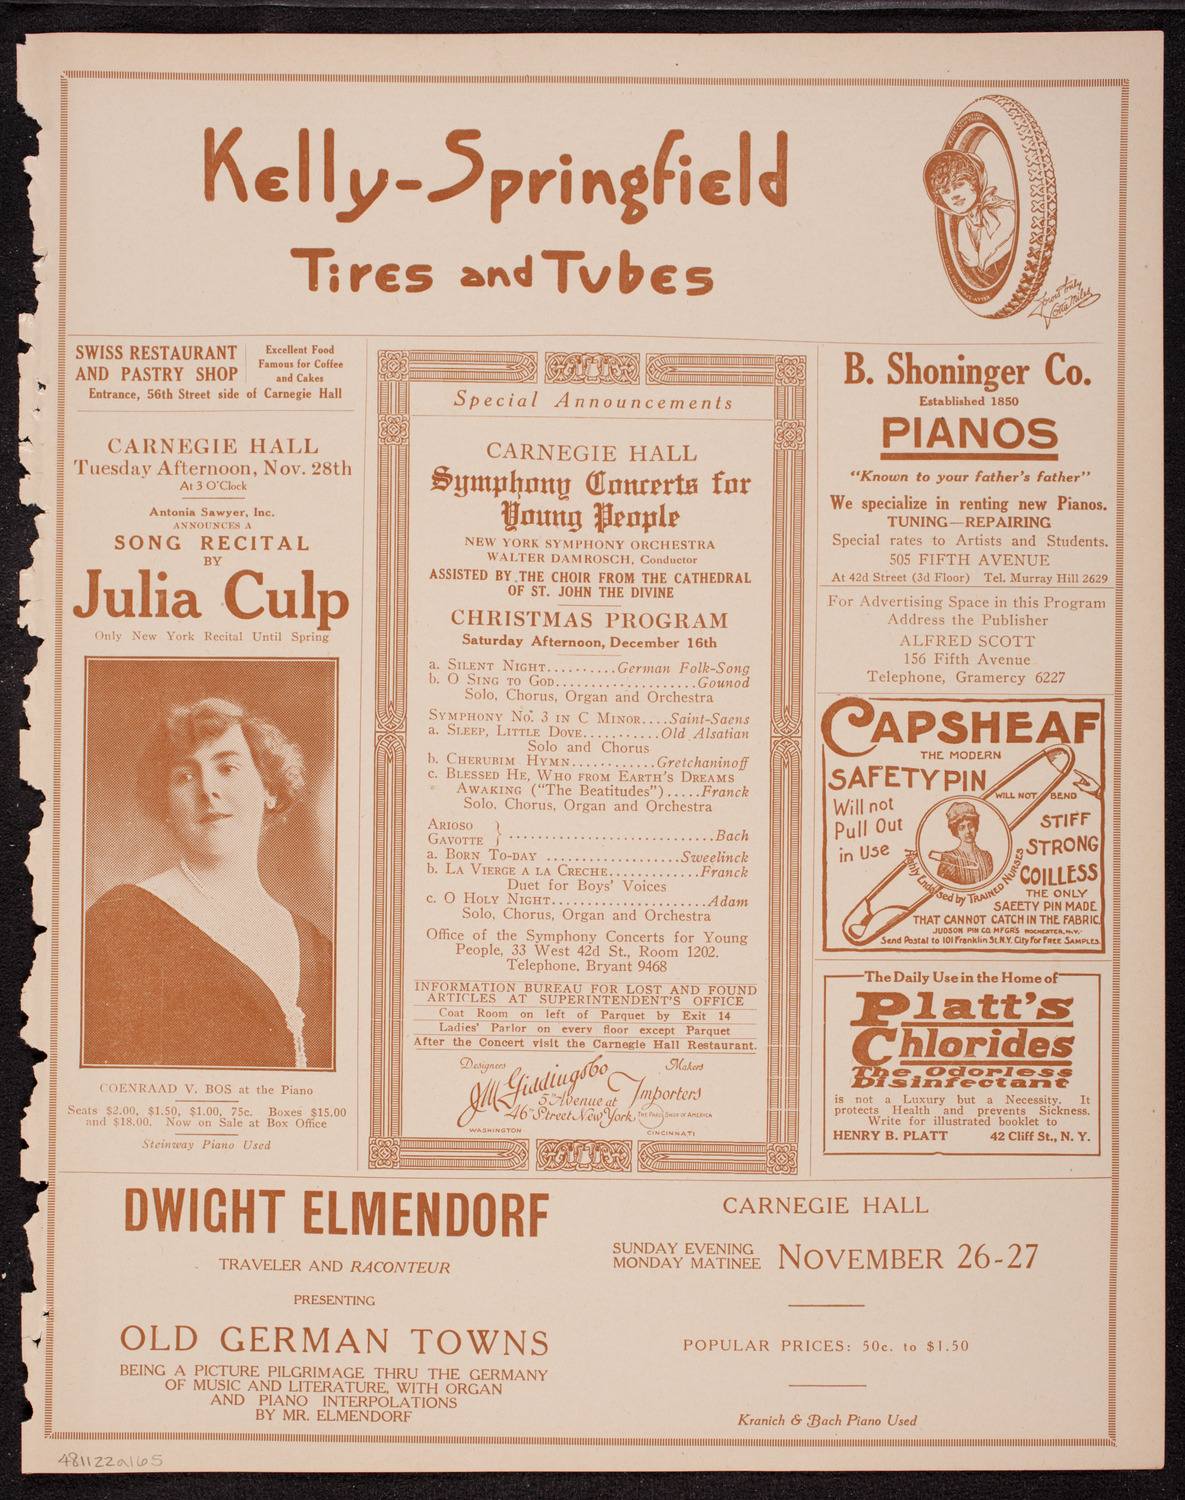 Kelly-Springfield
Tires and Tubes
Yours truly
Lotta Miles
SWISS RESTAURANT
AND PASTRY SHOP
Excellent Food
Famous for Coffee
and Cakes
Entrance, 56th Street side of Carnegie Hall
CARNEGIE HALL
Tuesday Afternoon, Nov. 28th
At 3 O'Clock
Antonia Sawyer, Inc.
ANNOUNCES A
SONG RECITAL
BY
Julia Culp
Only New York Recital Until Spring
COENRAAD V. BOS at the Piano
Seats $2.00, $1.50, $1.00, 75c. Boxes $15.00
and $18.00. Now on Sale at Box Office
Steinway Piano Used
Special Announcements
CARNEGIE HALL
Symphony Concerts for
Young People
NEW YORK SYMPHONY ORCHESTRA
WALTER DAMROSCH, Conductor
ASSISTED BY THE CHOIR FROM THE CATHEDRAL
OF ST. JOHN THE DIVINE
CHRISTMAS PROGRAM
Saturday Afternoon, December 16th
a. SILENT NIGHT..........German Folk-Song
b. O SING TO GOD....................Gounod
Solo, Chorus, Organ and Orchestra
SYMPHONY No. 3 IN C MINOR....Saint-Saens
a. SLEEP, LITTLE DOVE...........Old Alsatian
Solo and Chorus
b. CHERUBIM HYMN............Gretchaninoff
c. BLESSED HE, WHO FROM EARTH'S DREAMS
AWAKING ("The Beatitudes").....Franck
Solo, Chorus, Organ and Orchestra
ARIOSO
GAVOTTE } .............................Bach
a. BORN TO-DAY ...................Sweelinck
b. LA VIERGE A LA CRECHE.............Franck
Duet for Boys' Voices
c. O HOLY NIGHT......................Adam
Solo, Chorus, Organ and Orchestra
Office of the Symphony Concerts for Young
People, 33 West 42d St., Room 1202.
Telephone, Bryant 9468
INFORMATION BUREAU FOR LOST AND FOUND
ARTICLES AT SUPERINTENDENT'S OFFICE
Coat Room on left of Parquet by Exit 14
Ladies' Parlor on every floor except Parquet
After the Concert visit the Carnegie Hall Restaurant.
Designers Makers
JM Gidding & Co Importers
5th Avenue at
46th Street New York
THE PARIS SHOP OF AMERICA
WASHINGTON CINCINNATI
B. Shoninger Co.
Established 1850
PIANOS
"Known to your father's father"
We specialize in renting new Pianos.
TUNING—REPAIRING
Special rates to Artists and Students.
505 FIFTH AVENUE
At 42d Street (3d Floor) Tel. Murray Hill 2629
For Advertising Space in this Program
Address the Publisher
ALFRED SCOTT
156 Fifth Avenue
Telephone, Gramercy 6227
CAPSHEAF
THE MODERN
SAFETY PIN
WILL NOT BEND
Will not
Pull Out
in Use
STIFF
STRONG
COILLESS
Highly Endorsed by TRAINED NURSES
THE ONLY
SAFETY PIN MADE
THAT CANNOT CATCH IN THE FABRIC
JUDSON PIN CO. MFGRS ROCHESTER, N.Y.
Send Postal to 101 Franklin St. N.Y. City for FREE SAMPLES.
The Daily Use in the Home of
Platt's
Chlorides
The Odorless
Disinfectant
is not a Luxury but a Necessity. It
protects Health and prevents Sickness.
Write for illustrated booklet to
HENRY B. PLATT 42 Cliff St., N. Y.
DWIGHT ELMENDORF
TRAVELER AND RACONTEUR
PRESENTING
OLD GERMAN TOWNS
BEING A PICTURE PILGRIMAGE THRU THE GERMANY
OF MUSIC AND LITERATURE, WITH ORGAN
AND PIANO INTERPOLATIONS
BY MR. ELMENDORF
CARNEGIE HALL
SUNDAY EVENING
MONDAY MATINEE NOVEMBER 26-27
POPULAR PRICES: 50c. to $1.50
Kranich & Bach Piano Used
481122a165